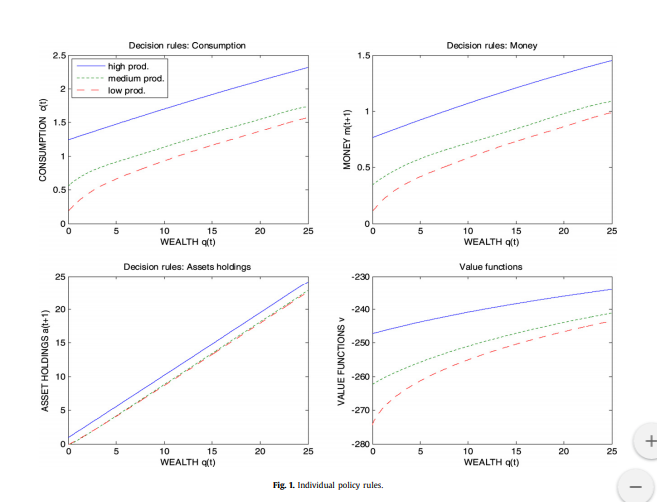 Decision rules: Consumption
2.5
2
1.5
1
0.5
0
CONSUMPTION c(t)
high prod.
medium prod.
low prod.
0 5 10 15 20 25
WEALTH q(t)
Decision rules: Money
1.5
1
0.5
0
MONEY m(t+1)
0 5 10 15 20 25
WEALTH q(t)
Decision rules: Assets holdings
25
20
15
10
5
0
ASSET HOLDINGS a(t+1)
0 5 10 15 20 25
WEALTH q(t)
Value functions
-230
-240
-250
-260
-270
-280
VALUE FUNCTIONS v
0 5 10 15 20 25
WEALTH q(t)
Fig. 1. Individual policy rules.